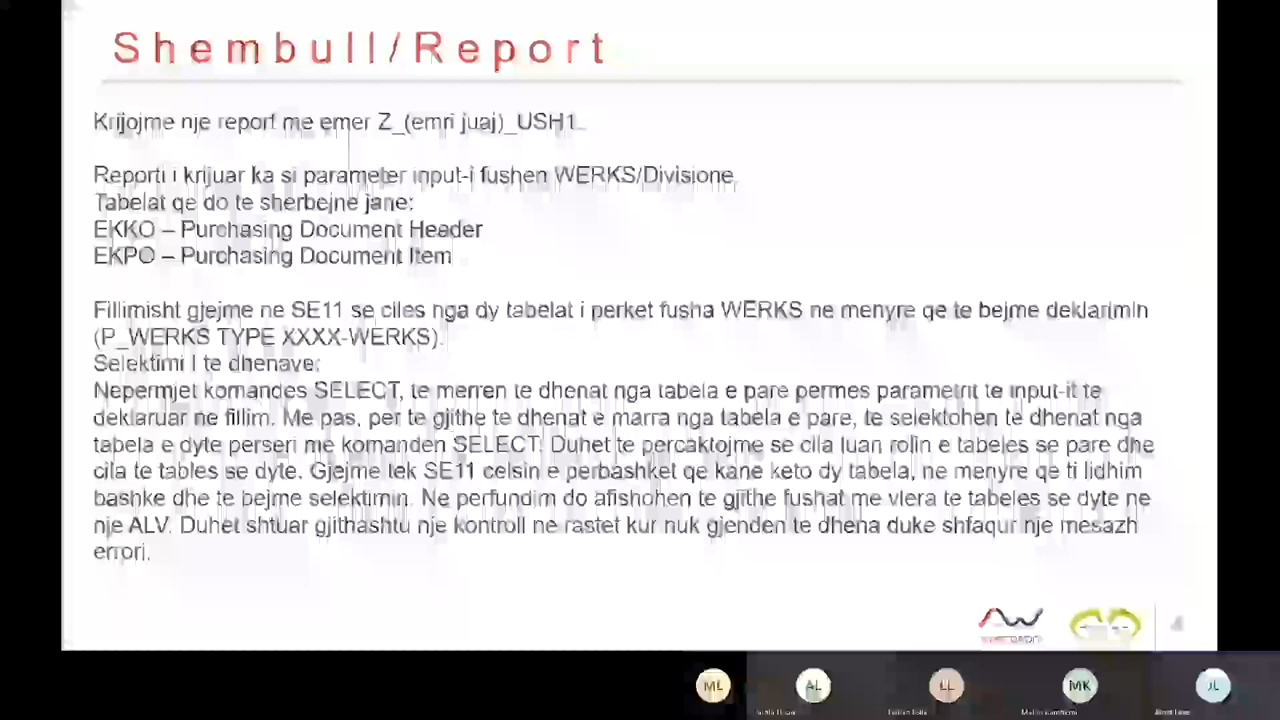 Shembull/Report
Krijojme nje report me emer Z_(emri juaj)_USH1.
Reporti i krijuar ka si parameter input-i fushen WERKS/Divisione.
Tabelat qe do te sherbejne jane:
EKKO – Purchasing Document Header
EKPO – Purchasing Document Item
Fillimisht gjejme ne SE11 se ciles nga dy tabelat i perket fusha WERKS ne menyre qe te bejme deklarimin
(P_WERKS TYPE XXXX-WERKS).
Selektimi I te dhenave:
Nepermjet komandes SELECT, te merren te dhenat nga tabela e pare permes parametrit te input-it te
deklaruar ne fillim. Me pas, per te gjithe te dhenat e marra nga tabela e pare, te selektohen te dhenat nga
tabela e dyte perseri me komanden SELECT. Duhet te percaktojme se cila luan rolin e tabeles se pare dhe
cila te tables se dyte. Gjejme tek SE11 celsin e perbashket qe kane keto dy tabela, ne menyre qe ti lidhim
bashke dhe te bejme selektimin. Ne perfundim do afishohen te gjithe fushat me vlera te tabeles se dyte ne
nje ALV. Duhet shtuar gjithashtu nje kontroll ne rastet kur nuk gjenden te dhena duke shfaqur nje mesazh
errori.
4
ML AL LL MK JL